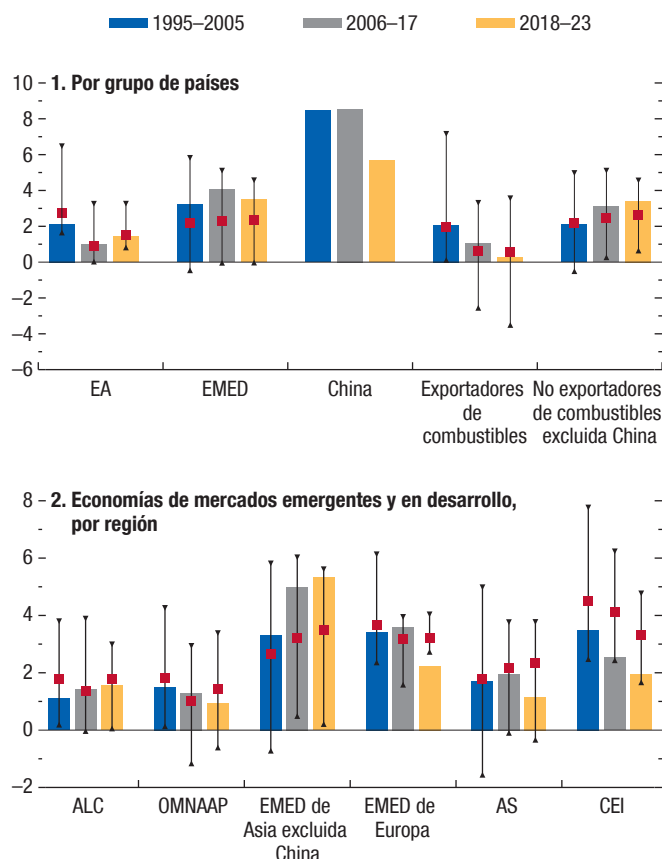 1995–2005 2006–17 2018–23
1. Por grupo de países
10
8
6
4
2
0
–2
–4
–6
EA EMED China Exportadores No exportadores
de de combustibles
combustibles excluida China
2. Economías de mercados emergentes y en desarrollo,
por región
8
6
4
2
0
–2
ALC OMNAAP EMED de EMED de AS CEI
Asia excluida Europa
China